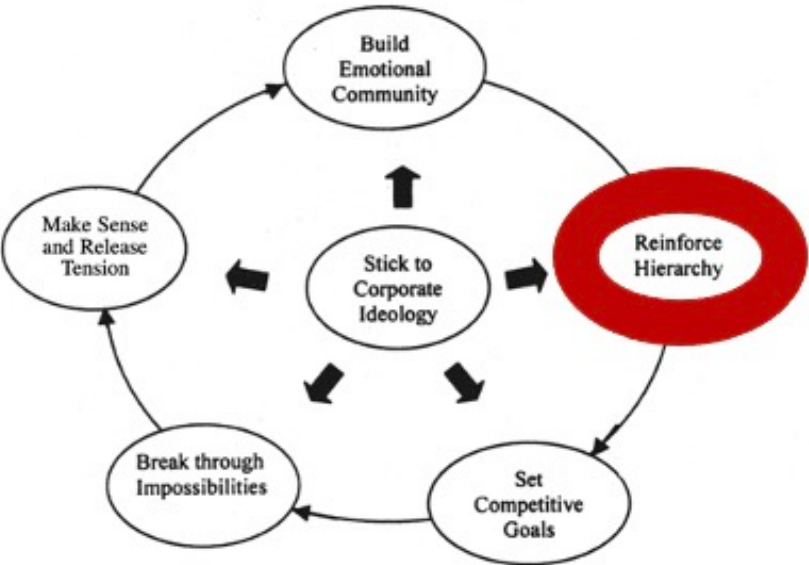 Build
Emotional
Community
Reinforce
Hierarchy
Set
Competitive
Goals
Break through
Impossibilities
Make Sense
and Release
Tension
Stick to
Corporate
Ideology